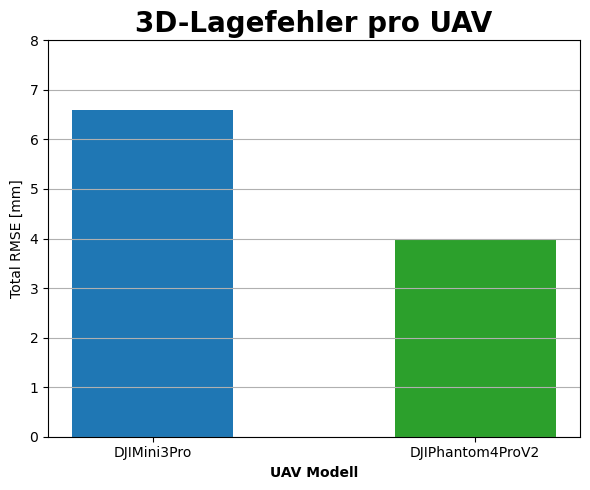 3D-Lagefehler pro UAV
Total RMSE [mm]
8
7
6
5
4
3
2
1
0
DJIMini3Pro DJIPhantom4ProV2
UAV Modell